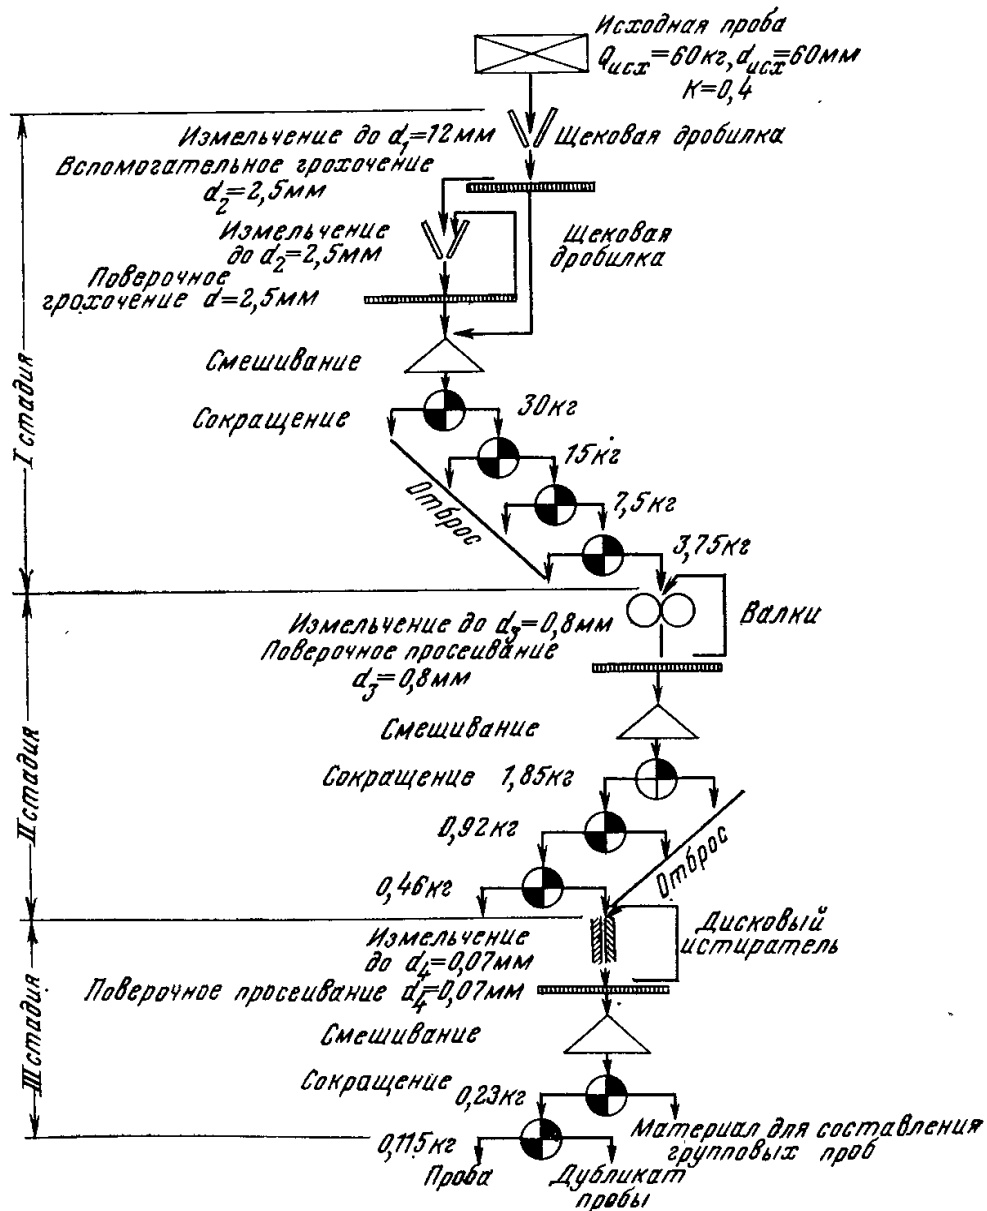 Исходная проба
Qисх=60кг, dисх=60мм
К=0,4
Измельчение до d1=12мм
Щековая дробилка
Вспомогательное грохочение
d2=2,5мм
Измельчение
до d2=2,5мм
Щековая
дробилка
Поверочное
грохочение d=2,5мм
Смешивание
Сокращение
30кг
15кг
7,5кг
3,75кг
Отброс
I стадия
Валки
Измельчение до d3=0,8мм
Поверочное просеивание
d3=0,8мм
Смешивание
Сокращение 1,85кг
0,92кг
0,46кг
Отброс
II стадия
Дисковый
истиратель
Измельчение
до d4=0,07мм
Поверочное просеивание d4=0,07мм
Смешивание
Сокращение
0,23кг
0,115кг
Материал для составления
групповых проб
Проба
Дубликат
пробы
III стадия